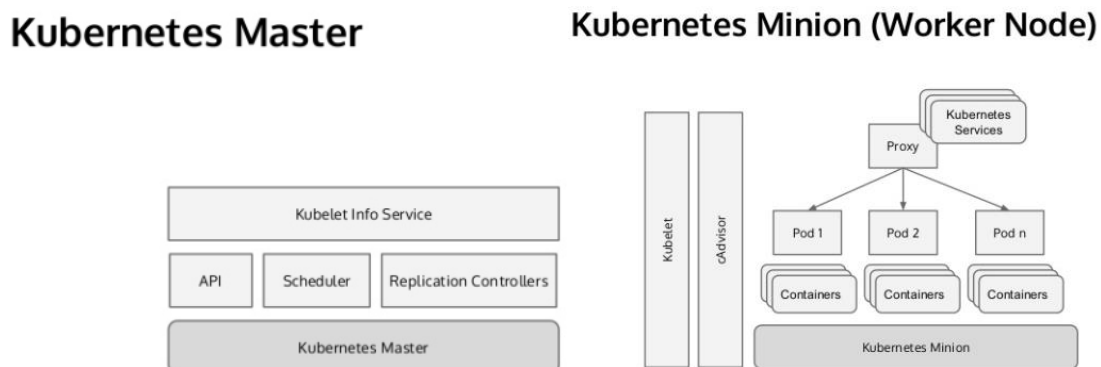 Kubernetes Master
Kubelet Info Service
API
Scheduler
Replication Controllers
Kubernetes Master
Kubernetes Minion (Worker Node)
Kubelet
cAdvisor
Kubernetes
Services
Proxy
Pod 1
Pod 2
Pod n
Containers
Containers
Containers
Kubernetes Minion